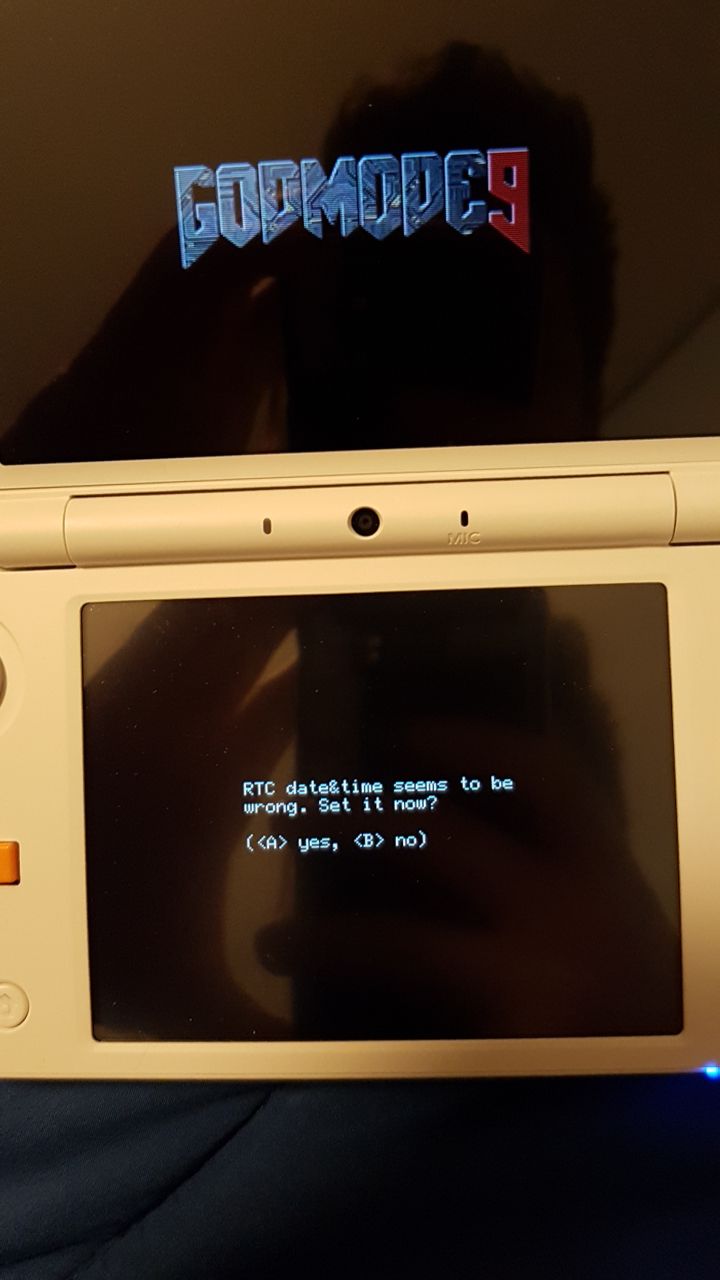 GODMODE9
MIC
RTC date&time seems to be
wrong. Set it now?
(<A> yes, <B> no)